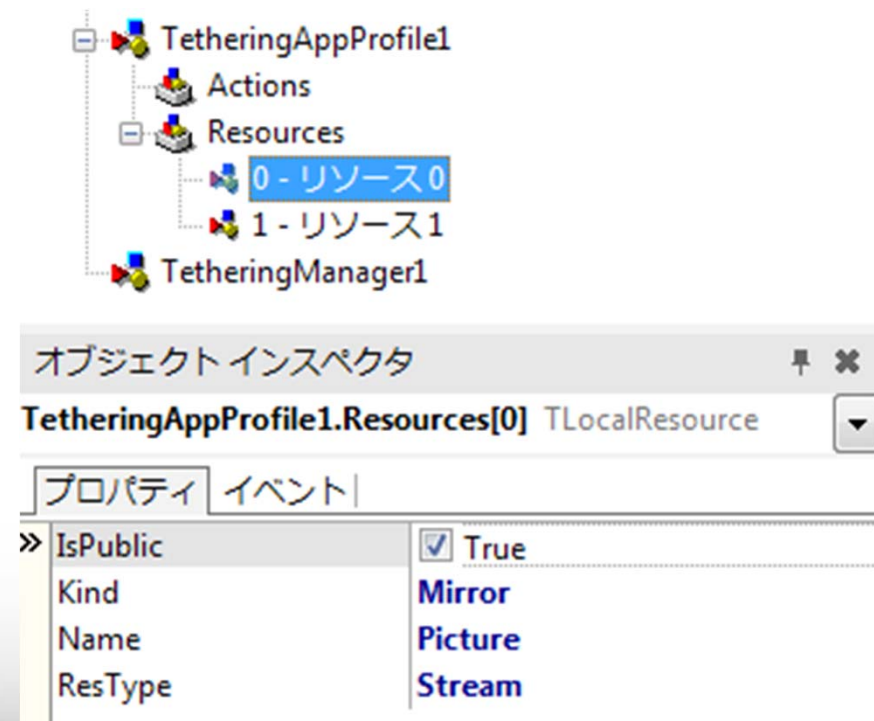 TetheringAppProfile1
Actions
Resources
0 - リソース0
1 - リソース1
TetheringManager1
オブジェクト インスペクタ
TetheringAppProfile1.Resources[0] TLocalResource
プロパティ イベント
» IsPublic True
Kind Mirror
Name Picture
ResType Stream